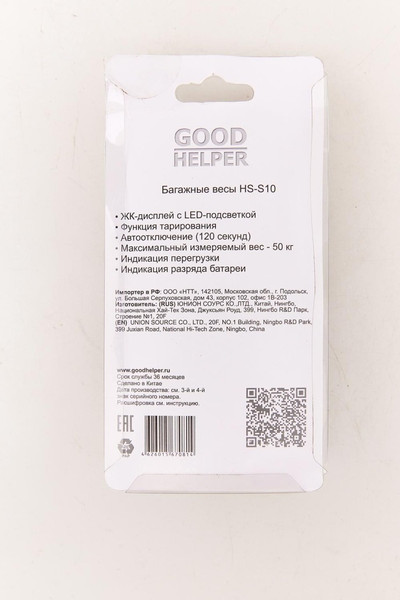 GOOD
HELPER
Багажные весы HS-S10
• ЖК-дисплей с LED-подсветкой
• Функция тарирования
• Автоотключение (120 секунд)
• Максимальный измеряемый вес - 50 кг
• Индикация перегрузки
• Индикация разряда батареи
Импортер в РФ: ООО «НТТ», 142105, Московская обл., г. Подольск,
ул. Большая Серпуховская, дом 43, корпус 102, офис 1В-203
Изготовитель: (RUS) ЮНИОН СОУРС КО.,ЛТД., Китай, Нингбо,
Национальная Хай-Тек Зона, Джуксьян Роуд, 399, Нингбо R&D Парк,
Строение №1, 20F
(EN) UNION SOURCE CO., LTD., 20F, NO.1 Building, Ningbo R&D Park,
399 Juxian Road, National Hi-Tech Zone, Ningbo, China
www.goodhelper.ru
Срок службы 36 месяцев
Сделано в Китае
Дата производства: см. 3-й и 4-й
знак серийного номера.
Расшифровка см. инструкцию.
EAC